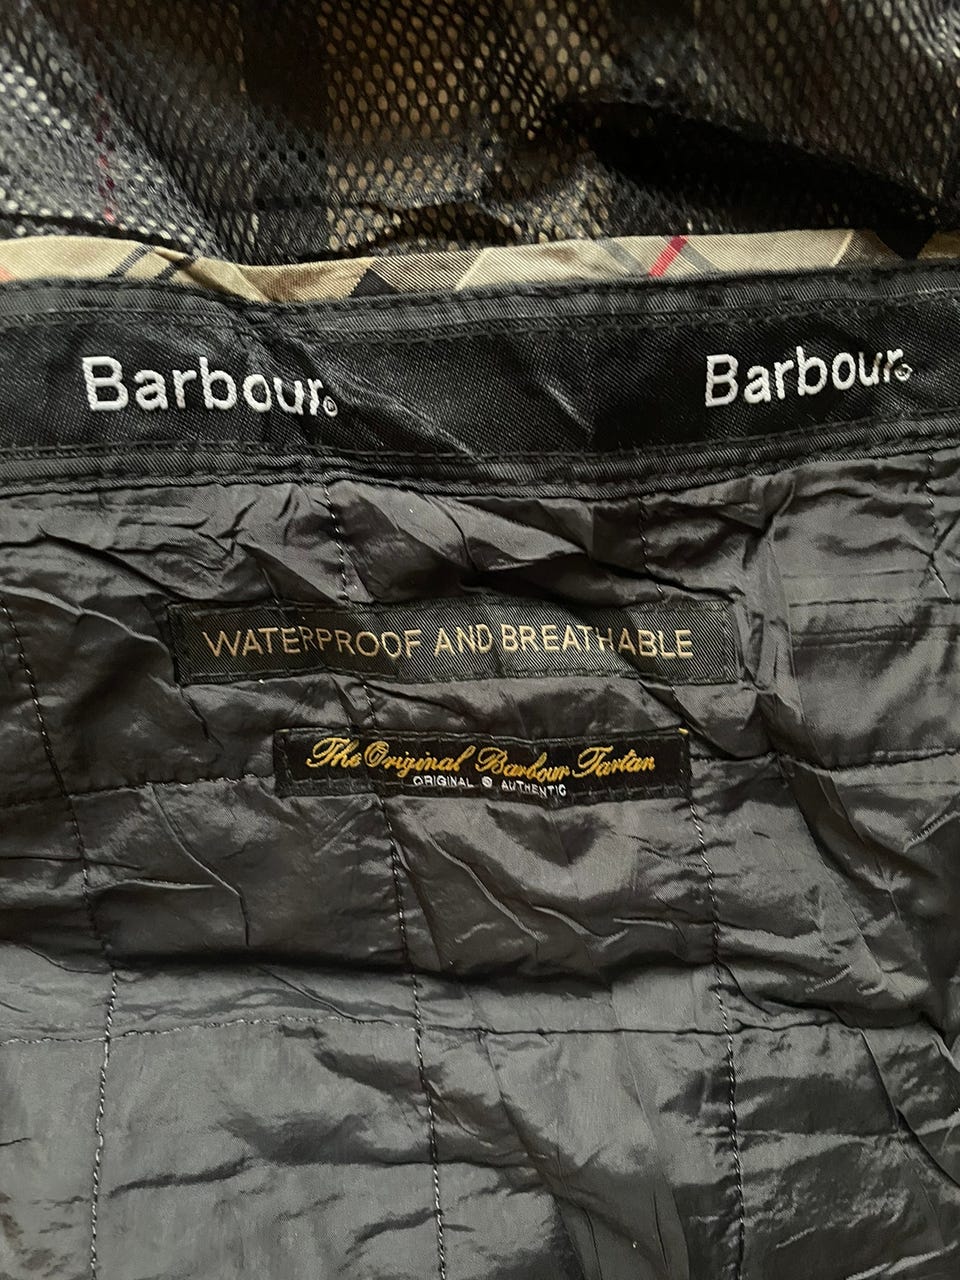 Barbour® Barbour®
WATERPROOF AND BREATHABLE
The Original Barbour Tartan
ORIGINAL & AUTHENTIC